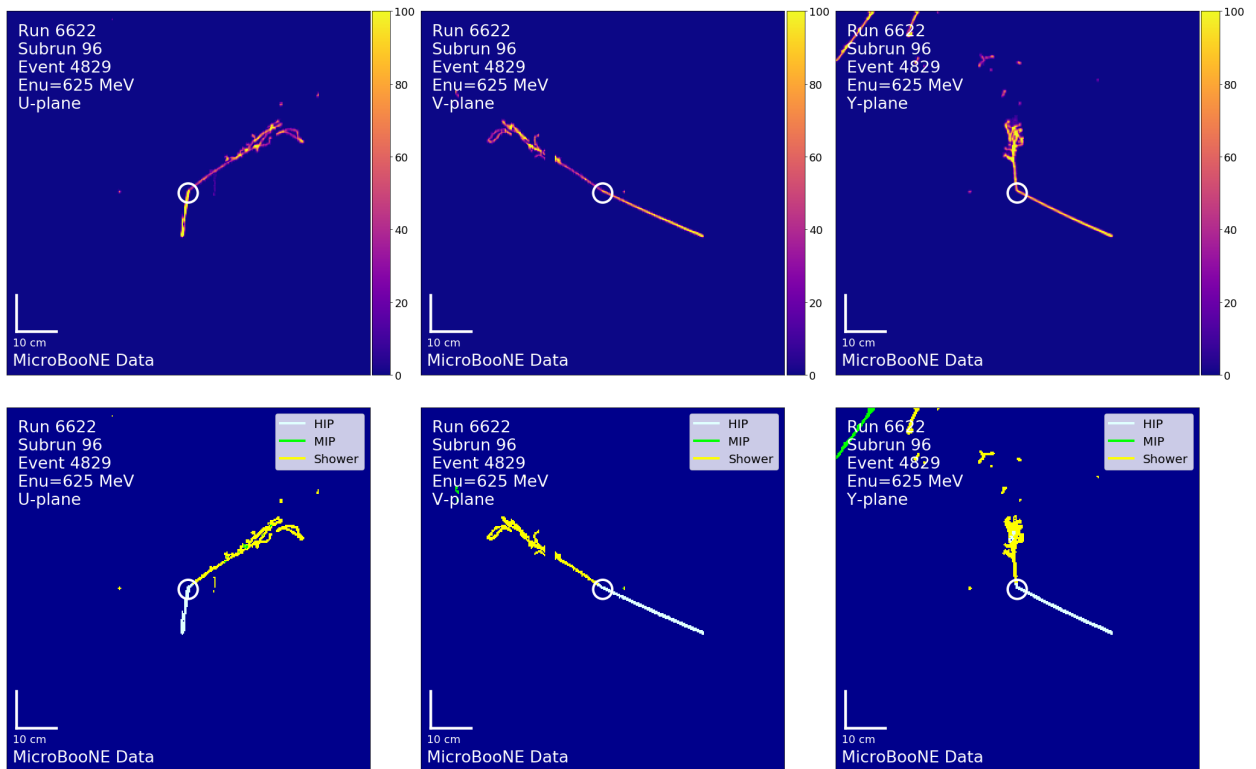 Run 6622
Subrun 96
Event 4829
Enu=625 MeV
U-plane
10 cm
MicroBooNE Data
100
80
60
40
20
0
Run 6622
Subrun 96
Event 4829
Enu=625 MeV
V-plane
10 cm
MicroBooNE Data
100
80
60
40
20
0
Run 6622
Subrun 96
Event 4829
Enu=625 MeV
Y-plane
10 cm
MicroBooNE Data
100
80
60
40
20
0
Run 6622
Subrun 96
Event 4829
Enu=625 MeV
U-plane
HIP
MIP
Shower
10 cm
MicroBooNE Data
Run 6622
Subrun 96
Event 4829
Enu=625 MeV
V-plane
HIP
MIP
Shower
10 cm
MicroBooNE Data
Run 6622
Subrun 96
Event 4829
Enu=625 MeV
Y-plane
HIP
MIP
Shower
10 cm
MicroBooNE Data